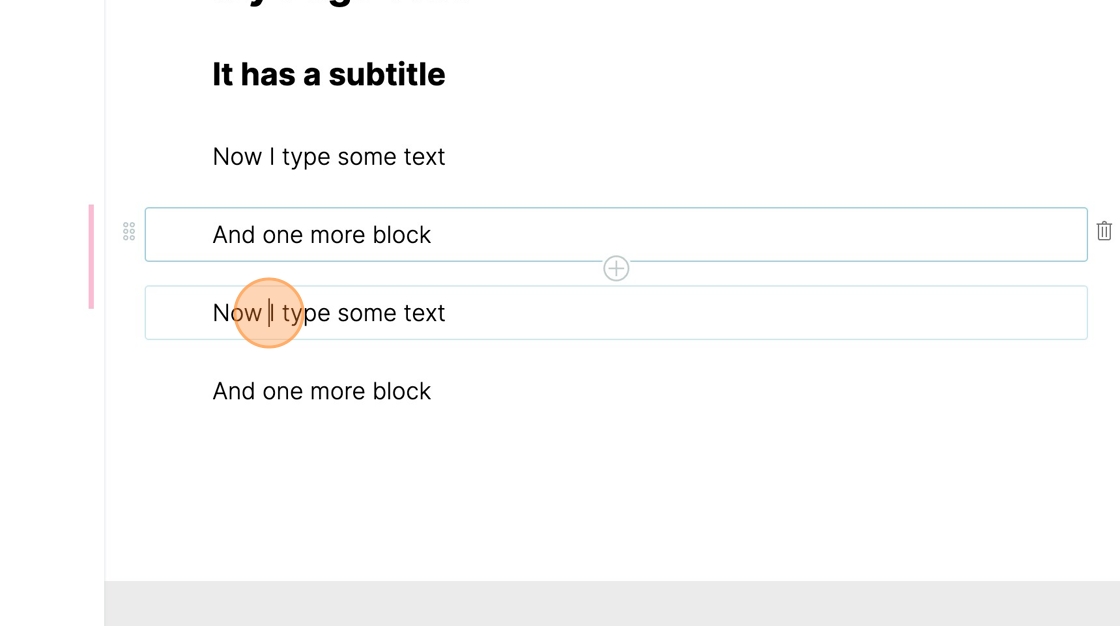 It has a subtitle
Now I type some text
And one more block
Now I type some text
And one more block